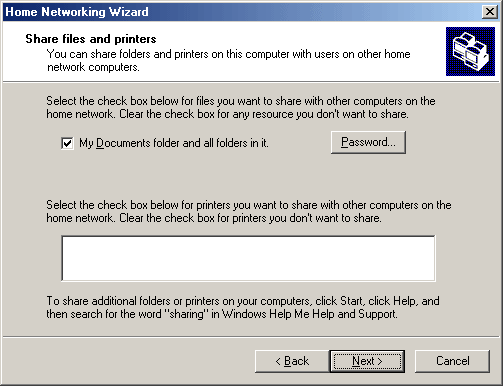 Home Networking Wizard
Share files and printers
You can share folders and printers on this computer with users on other home
network computers.
Select the check box below for files you want to share with other computers on the
home network. Clear the check box for any resource you don't want to share.
My Documents folder and all folders in it.
Password...
Select the check box below for printers you want to share with other computers on the
home network. Clear the check box for printers you don't want to share.
To share additional folders or printers on your computers, click Start, click Help, and
then search for the word "sharing" in Windows Help Me Help and Support.
< Back
Next >
Cancel